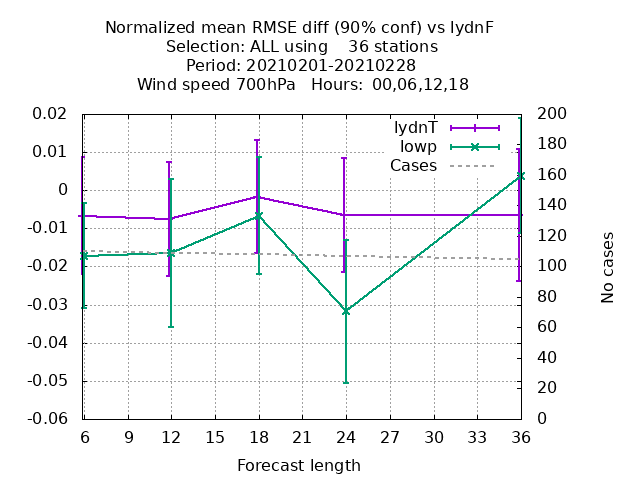 Normalized mean RMSE diff (90% conf) vs lydnF
Selection: ALL using    36 stations
Period: 20210201-20210228
Wind speed 700hPa   Hours:  00,06,12,18
lydnT
lowp
Cases
0.02
0.01
0
-0.01
-0.02
-0.03
-0.04
-0.05
-0.06
200
180
160
140
120
100
80
60
40
20
0
No cases
6 9 12 15 18 21 24 27 30 33 36
Forecast length